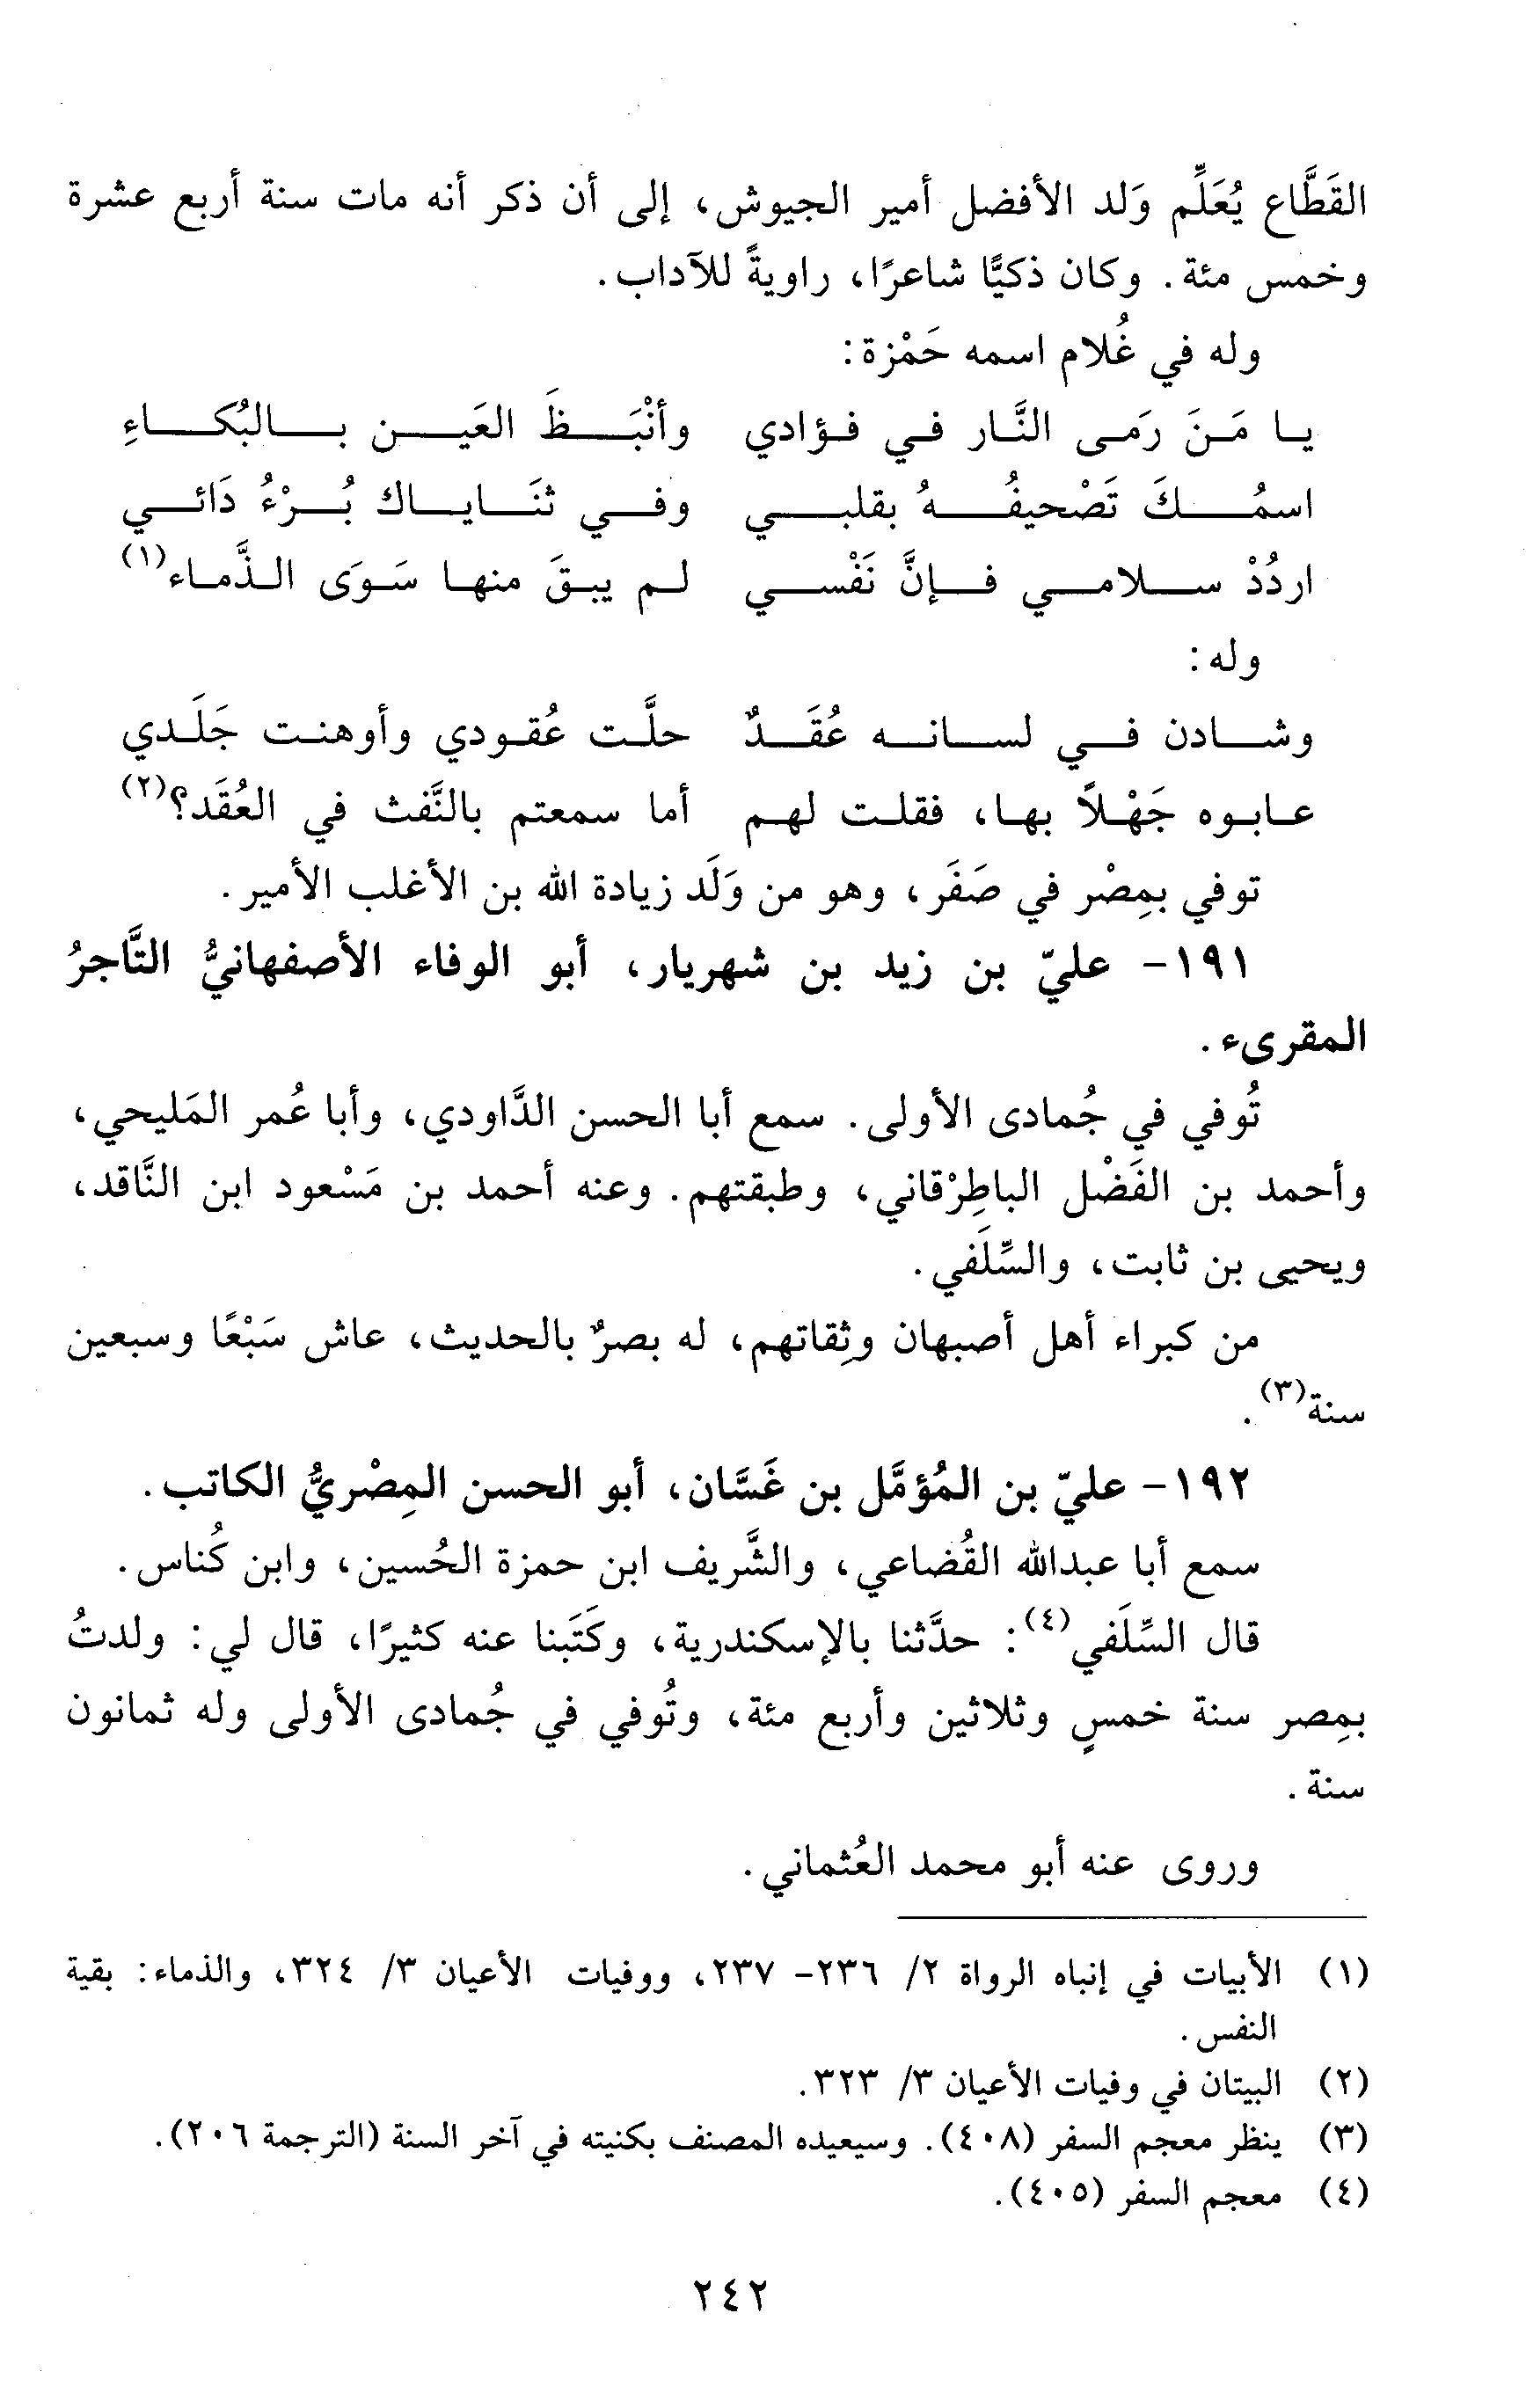 القَطَّاع يُعَلِّم وَلد الأفضل أمير الجيوش، إلى أن ذكر أنه مات سنة أربع عشرة
وخمس مئة. وكان ذكيًّا شاعرًا، راويةً للآداب.
وله في غُلام اسمه حَمْزة:
يا مَنَ رَمى النَّار في فؤادي وأنْبَظَ العَين بالبُكاءِ
اسمُكَ تَصْحيفُهُ بقلبي وفي ثنَاياك بُرْءُ دَائي
اردُدْ سلامي فإنَّ نَفْسي لم يبقَ منها سَوَى الذَّماء(١)
وله:
وشادن في لسانه عُقَدٌ حلَّت عُقودي وأوهنت جَلَدي
عابوه جَهْلاً بها، فقلت لهم أما سمعتم بالنَّفث في العُقَد؟(٢)
توفي بمِصْر في صَفَر، وهو من وَلَد زيادة الله بن الأغلب الأمير.
١٩١- عليّ بن زيد بن شهريار، أبو الوفاء الأصفهانيُّ التَّاجرُ
المقرىء.
تُوفي في جُمادى الأولى. سمع أبا الحسن الدَّاودي، وأبا عُمر المَليحي،
وأحمد بن الفَضْل الباطِرْقاني، وطبقتهم. وعنه أحمد بن مَسْعود ابن النَّاقد،
ويحيى بن ثابت، والسِّلَفي.
من كبراء أهل أصبهان وثِقاتهم، له بصرٌ بالحديث، عاش سَبْعًا وسبعين
سنة(٣).
١٩٢- عليّ بن المُؤمَّل بن غَسَّان، أبو الحسن المِصْريُّ الكاتب.
سمع أبا عبدالله القُضاعي، والشَّريف ابن حمزة الحُسين، وابن كُناس.
قال السِّلَفي(٤): حدَّثنا بالإسكندرية، وكَتَبنا عنه كثيرًا، قال لي: ولدتُ
بمِصر سنة خمسٍ وثلاثين وأربع مئة، وتُوفي في جُمادى الأولى وله ثمانون
سنة.
وروى عنه أبو محمد العُثماني.
(١) الأبيات في إنباه الرواة ٢/ ٢٣٦- ٢٣٧، ووفيات الأعيان ٣/ ٣٢٤، والذماء: بقية
النفس.
(٢) البيتان في وفيات الأعيان ٣/ ٣٢٣.
(٣) ينظر معجم السفر (٤٠٨). وسيعيده المصنف بكنيته في آخر السنة (الترجمة ٢٠٦).
(٤) معجم السفر (٤٠٥).
٢٤٢